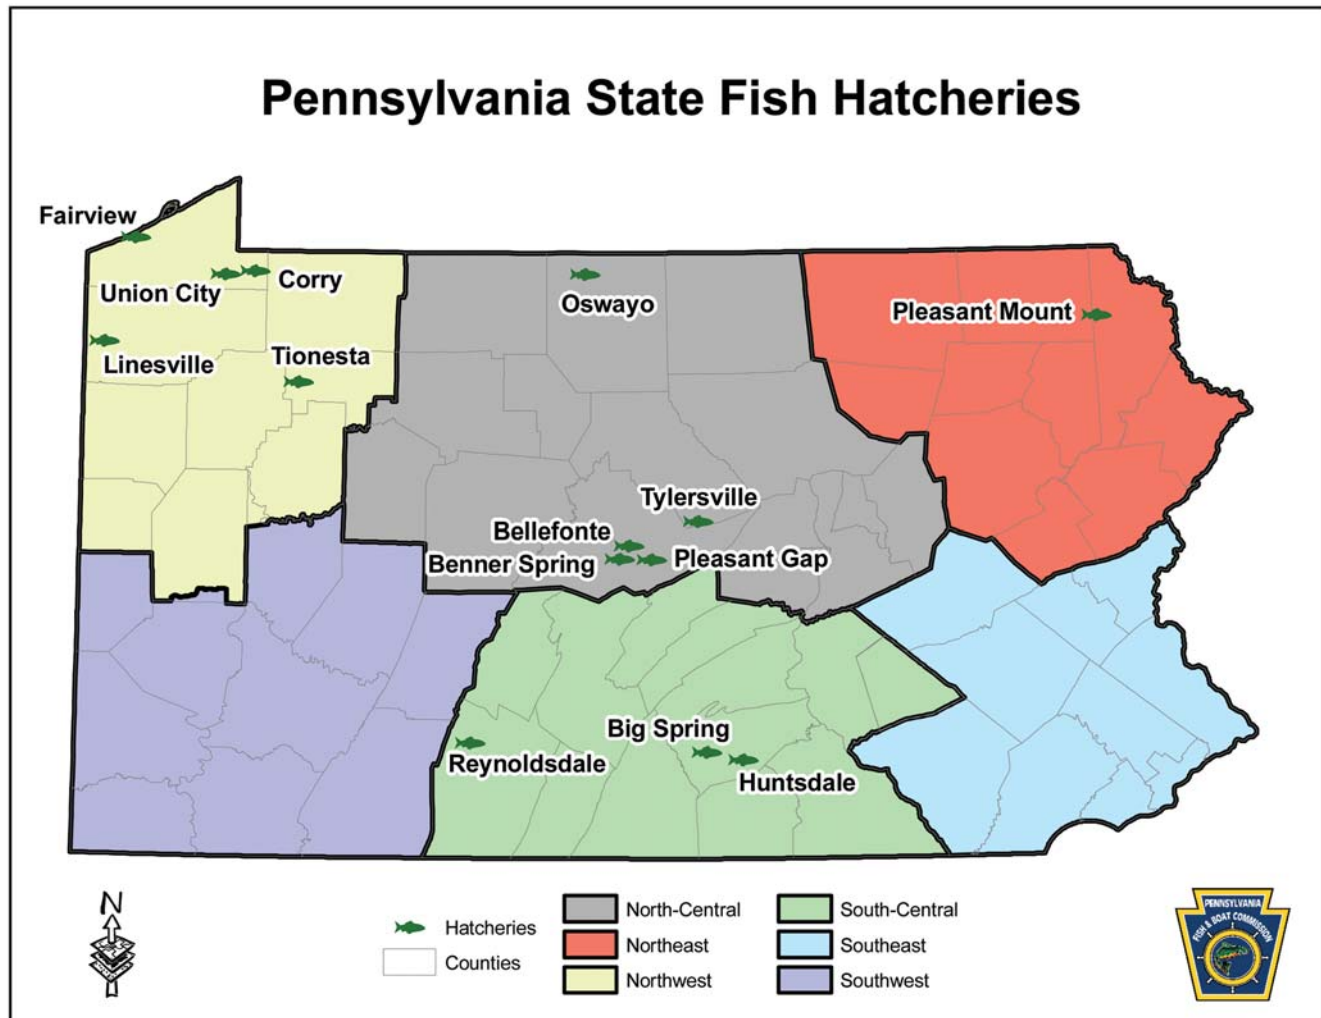 Pennsylvania State Fish Hatcheries
Fairview
Union City
Corry
Linesville
Tionesta
Oswayo
Pleasant Mount
Tylersville
Bellefonte
Benner Spring
Pleasant Gap
Big Spring
Reynoldsdale
Huntsdale
N
Hatcheries
Counties
North-Central
Northeast
Northwest
South-Central
Southeast
Southwest
PENNSYLVANIA
FISH & BOAT COMMISSION